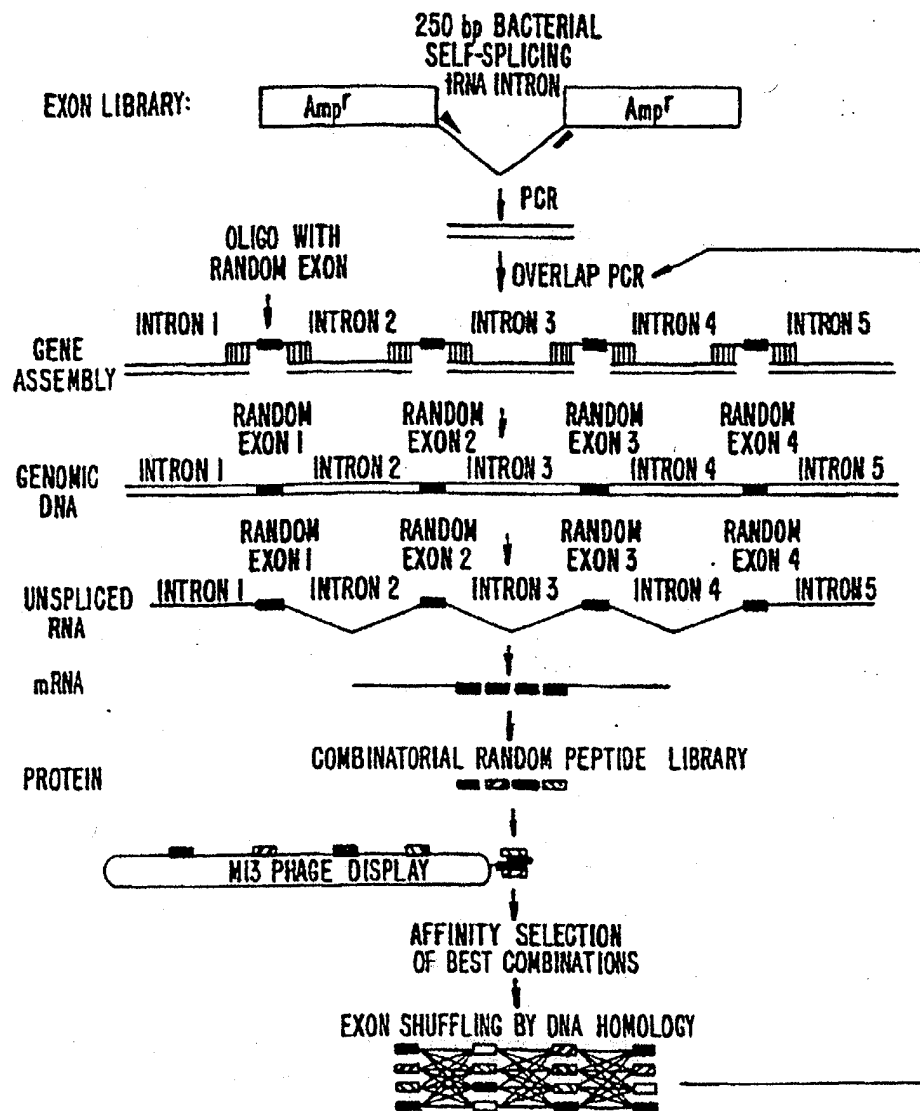 250 bp BACTERIAL
SELF-SPLICING
tRNA INTRON
EXON LIBRARY:
Ampr
Ampr
PCR
OLIGO WITH
RANDOM EXON
OVERLAP PCR
INTRON 1
INTRON 2
INTRON 3
INTRON 4
INTRON 5
GENE
ASSEMBLY
RANDOM
EXON 1
RANDOM
EXON 2
RANDOM
EXON 3
RANDOM
EXON 4
GENOMIC
DNA
INTRON 1
INTRON 2
INTRON 3
INTRON 4
INTRON 5
RANDOM
EXON 1
RANDOM
EXON 2
RANDOM
EXON 3
RANDOM
EXON 4
UNSPLICED
RNA
INTRON 1
INTRON 2
INTRON 3
INTRON 4
INTRON 5
mRNA
COMBINATORIAL RANDOM PEPTIDE LIBRARY
PROTEIN
M13 PHAGE DISPLAY
AFFINITY SELECTION
OF BEST COMBINATIONS
EXON SHUFFLING BY DNA HOMOLOGY